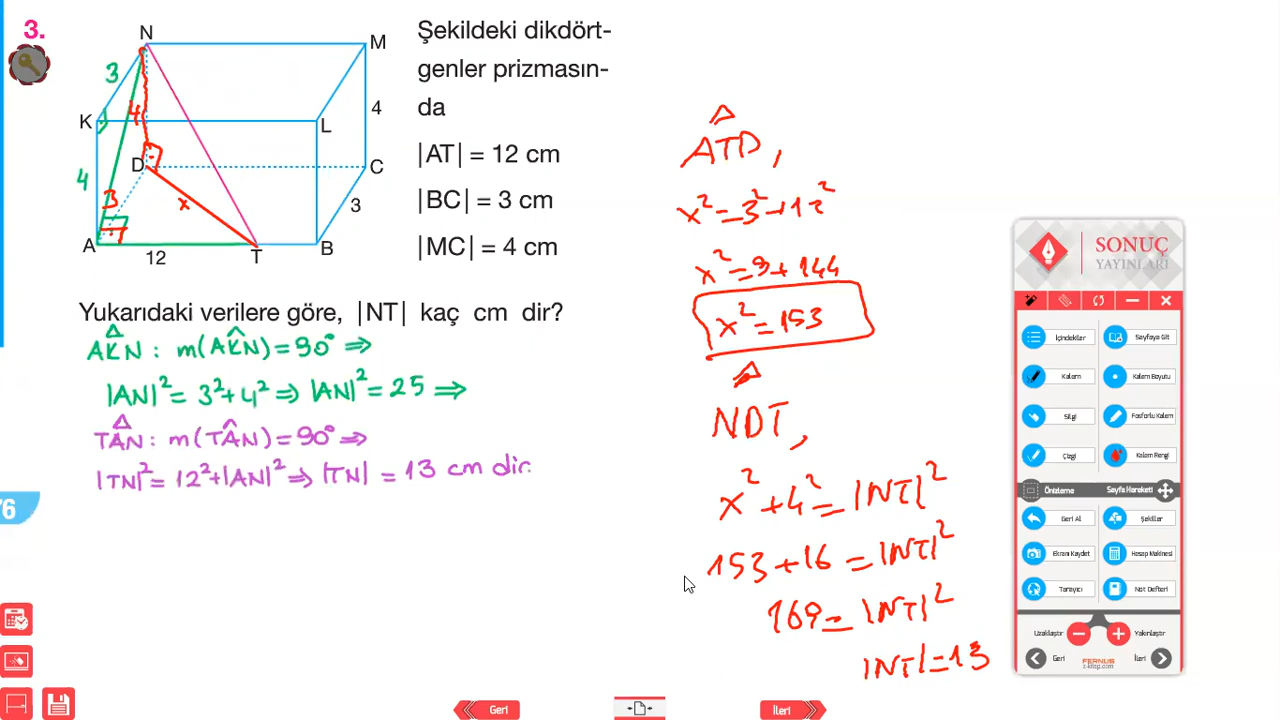 3.
Şekildeki dikdört-
genler prizmasın-
da
|AT| = 12 cm
|BC| = 3 cm
|MC| = 4 cm
N
M
3
4
4
K
L
D
C
4
3
x
3
A
12
T
B
Yukarıdaki verilere göre, |NT| kaç cm dir?
AKN : m(AKN) = 90° ⇒
|AN|² = 3² + 4² ⇒ |AN|² = 25 ⇒
TAN : m(TAN) = 90° ⇒
|TN|² = 12² + |AN|² ⇒ |TN| = 13 cm dir.
76
ATD,
x² = 3² + 12²
x² = 9 + 144
x² = 153
NDT,
x² + 4² = |NT|²
153 + 16 = |NT|²
169 = |NT|²
|NT| = 13
SONUÇ
YAYINLARI
İçindekiler
Sayfaya Git
Kalem
Kalem Boyutu
Silgi
Fosforlu Kalem
Çizgi
Kalem Rengi
Önizleme
Sayfa Hareketi
Geri Al
Şekiller
Ekran Kaydet
Hesap Makinesi
Tarayıcı
Not Defteri
Uzaklaştır
Yakınlaştır
Geri
FERNUS
z-kitap.com
İleri
Geri
İleri